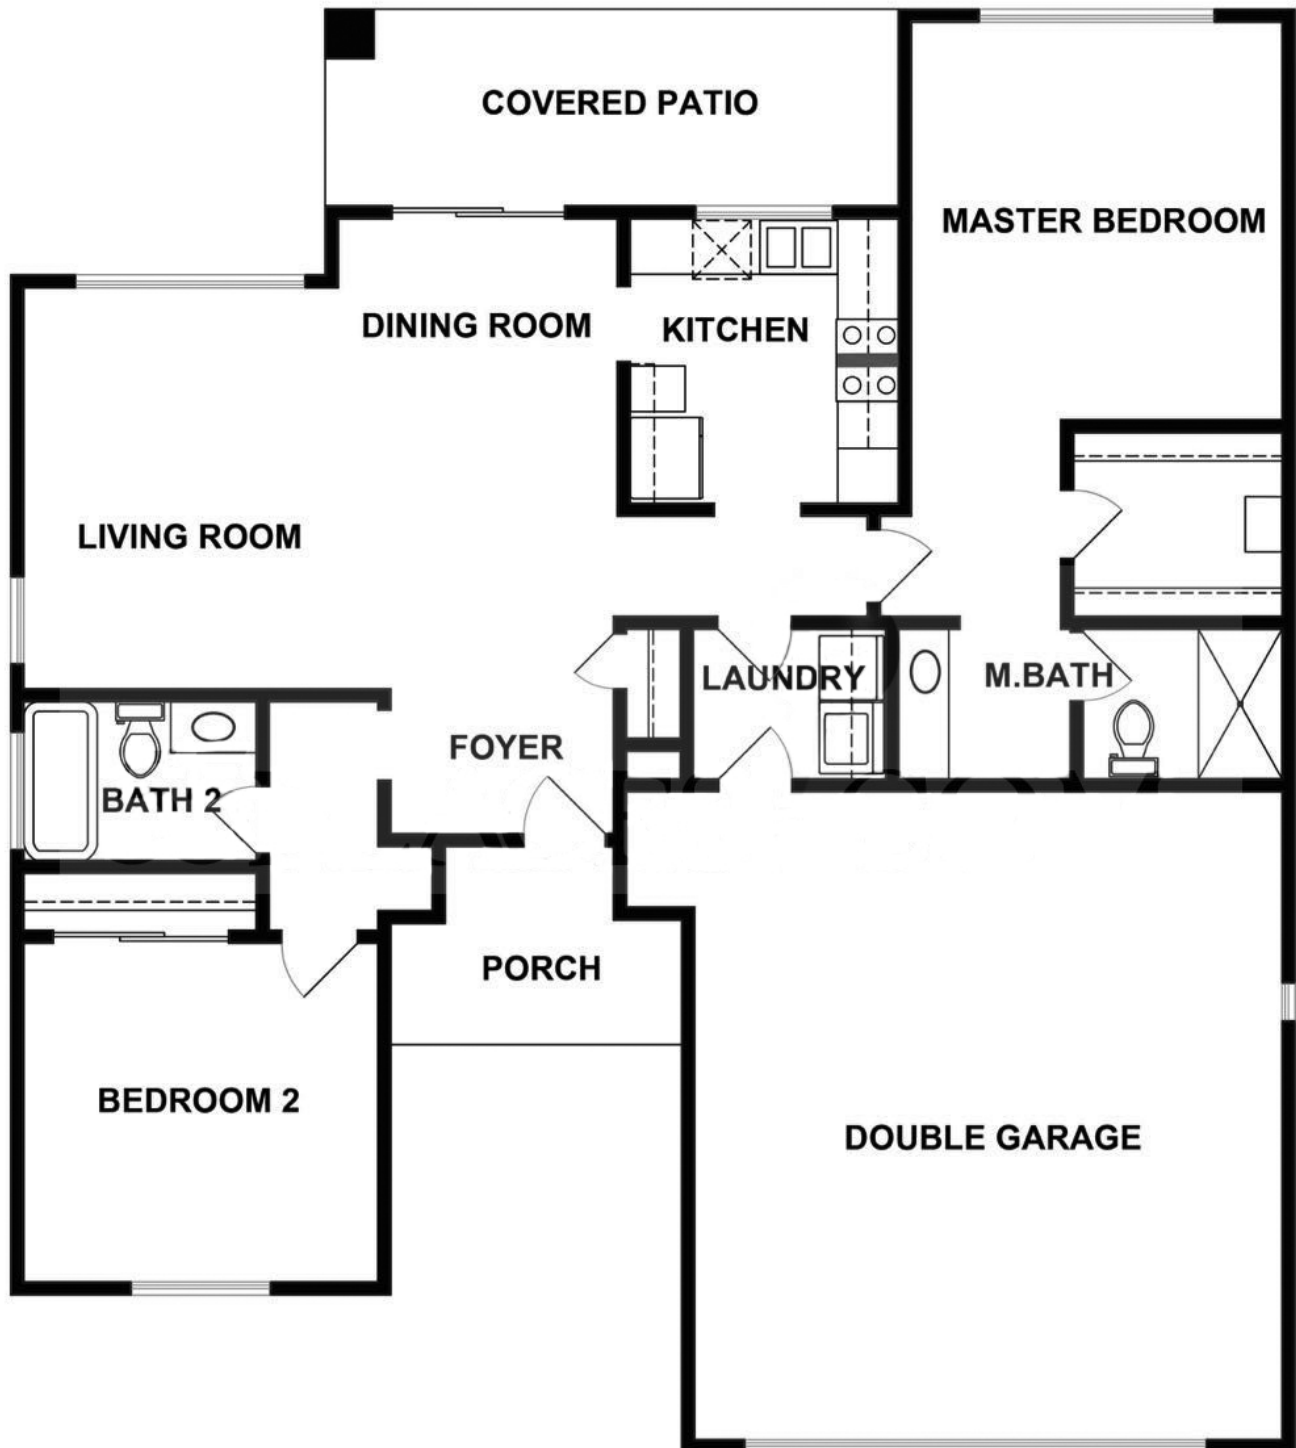 COVERED PATIO
MASTER BEDROOM
DINING ROOM
KITCHEN
LIVING ROOM
LAUNDRY
M.BATH
FOYER
BATH 2
PORCH
BEDROOM 2
DOUBLE GARAGE